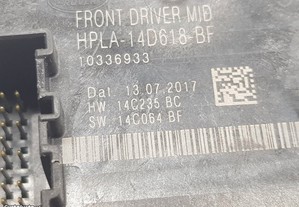 FRONT DRIVER MID
HPLA-14D618-BF
10336933
Dat 13.07.2017
HW 14C235 BC
SW 14C064 BF